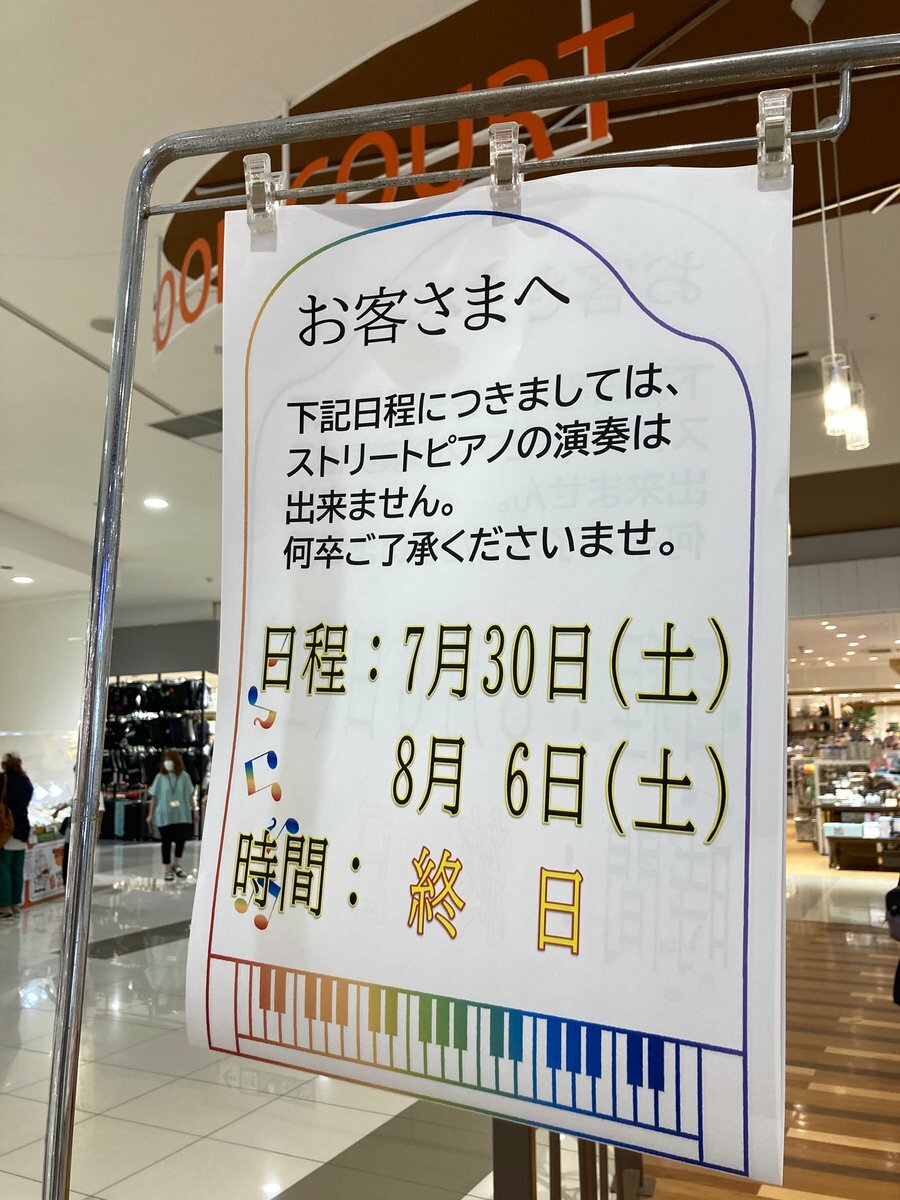 FOOD COURT
お客さまへ
下記日程につきましては、
ストリートピアノの演奏は
出来ません。
何卒ご了承くださいませ。
日程：7月30日(土)
8月 6日(土)
時間：終 日